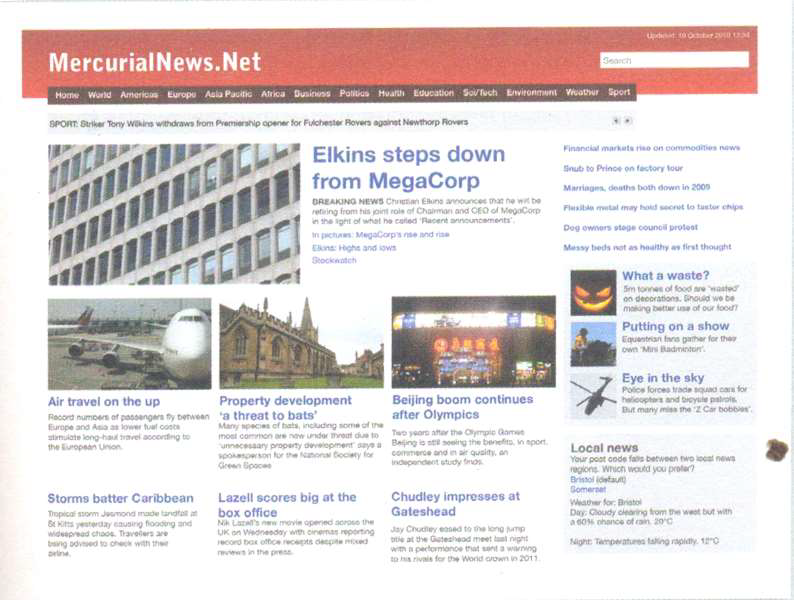 Updated: 10 October 2010 12:34
MercurialNews.Net
Search
Home World Americas Europe Asia Pacific Africa Business Politics Health Education Sci/Tech Environment Weather Sport
SPORT: Striker Tony Wilkins withdraws from Premiership opener for Fulchester Rovers against Newthorp Rovers
Elkins steps down
from MegaCorp
BREAKING NEWS Christian Elkins announces that he will be
retiring from his joint role of Chairman and CEO of MegaCorp
in the light of what he called 'Recent announcements'.
In pictures: MegaCorp's rise and rise
Elkins: Highs and lows
Stockwatch
Financial markets rise on commodities news
Snub to Prince on factory tour
Marriages, deaths both down in 2009
Flexible metal may hold secret to faster chips
Dog owners stage council protest
Messy beds not as healthy as first thought
What a waste?
5m tonnes of food are 'wasted'
on decorations. Should we be
making better use of our food?
Putting on a show
Equestrian fans gather for their
own 'Mini Badminton'.
Eye in the sky
Police forces trade squad cars for
helicopters and bicycle patrols.
But many miss the 'Z Car bobbies'.
Air travel on the up
Record numbers of passengers fly between
Europe and Asia as lower fuel costs
stimulate long-haul travel according to
the European Union.
Property development
'a threat to bats'
Many species of bats, including some of the
most common are now under threat due to
'unnecessary property development' says a
spokesperson for the National Society for
Green Spaces
Beijing boom continues
after Olympics
Two years after the Olympic Games
Beijing is still seeing the benefits, in sport,
commerce and in air quality, an
independent study finds.
Local news
Your post code falls between two local news
regions. Which would you prefer?
Bristol (default)
Somerset
Weather for: Bristol
Day: Cloudy clearing from the west but with
a 60% chance of rain. 20°C
Night: Temperatures falling rapidly. 12°C
Storms batter Caribbean
Tropical storm Jesmond made landfall at
St Kitts yesterday causing flooding and
widespread chaos. Travellers are
being advised to check with their
airline.
Lazell scores big at the
box office
Nik Lazell's new movie opened across the
UK on Wednesday with cinemas reporting
record box office receipts despite mixed
reviews in the press.
Chudley impresses at
Gateshead
Jay Chudley eased to the long jump
title at the Gateshead meet last night
with a performance that sent a warning
to his rivals for the World crown in 2011.